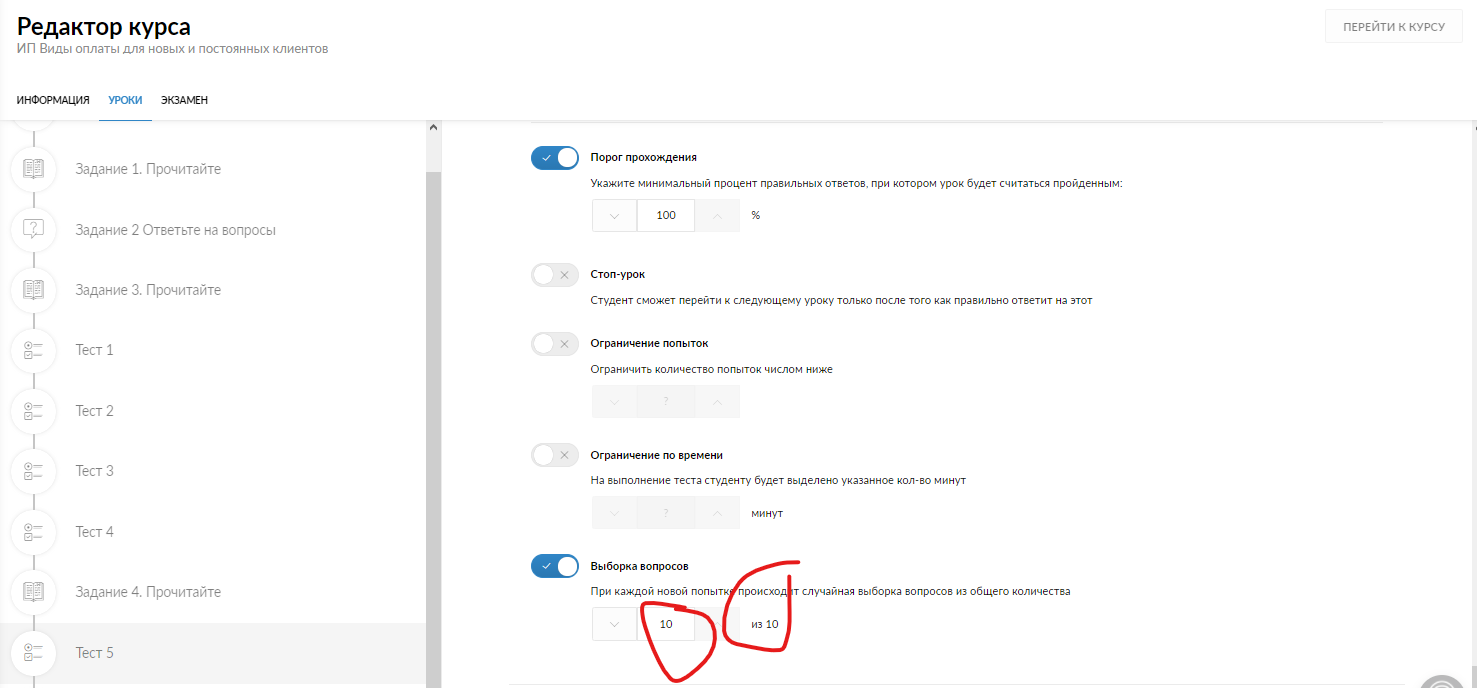 Редактор курса
ИП Виды оплаты для новых и постоянных клиентов
ПЕРЕЙТИ К КУРСУ
ИНФОРМАЦИЯ УРОКИ ЭКЗАМЕН
Задание 1. Прочитайте
Задание 2 Ответьте на вопросы
Задание 3. Прочитайте
Тест 1
Тест 2
Тест 3
Тест 4
Задание 4. Прочитайте
Тест 5
Порог прохождения
Укажите минимальный процент правильных ответов, при котором урок будет считаться пройденным:
100 %
Стоп-урок
Студент сможет перейти к следующему уроку только после того как правильно ответит на этот
Ограничение попыток
Ограничить количество попыток числом ниже
?
Ограничение по времени
На выполнение теста студенту будет выделено указанное кол-во минут
? минут
Выборка вопросов
При каждой новой попытке происходит случайная выборка вопросов из общего количества
10 из 10